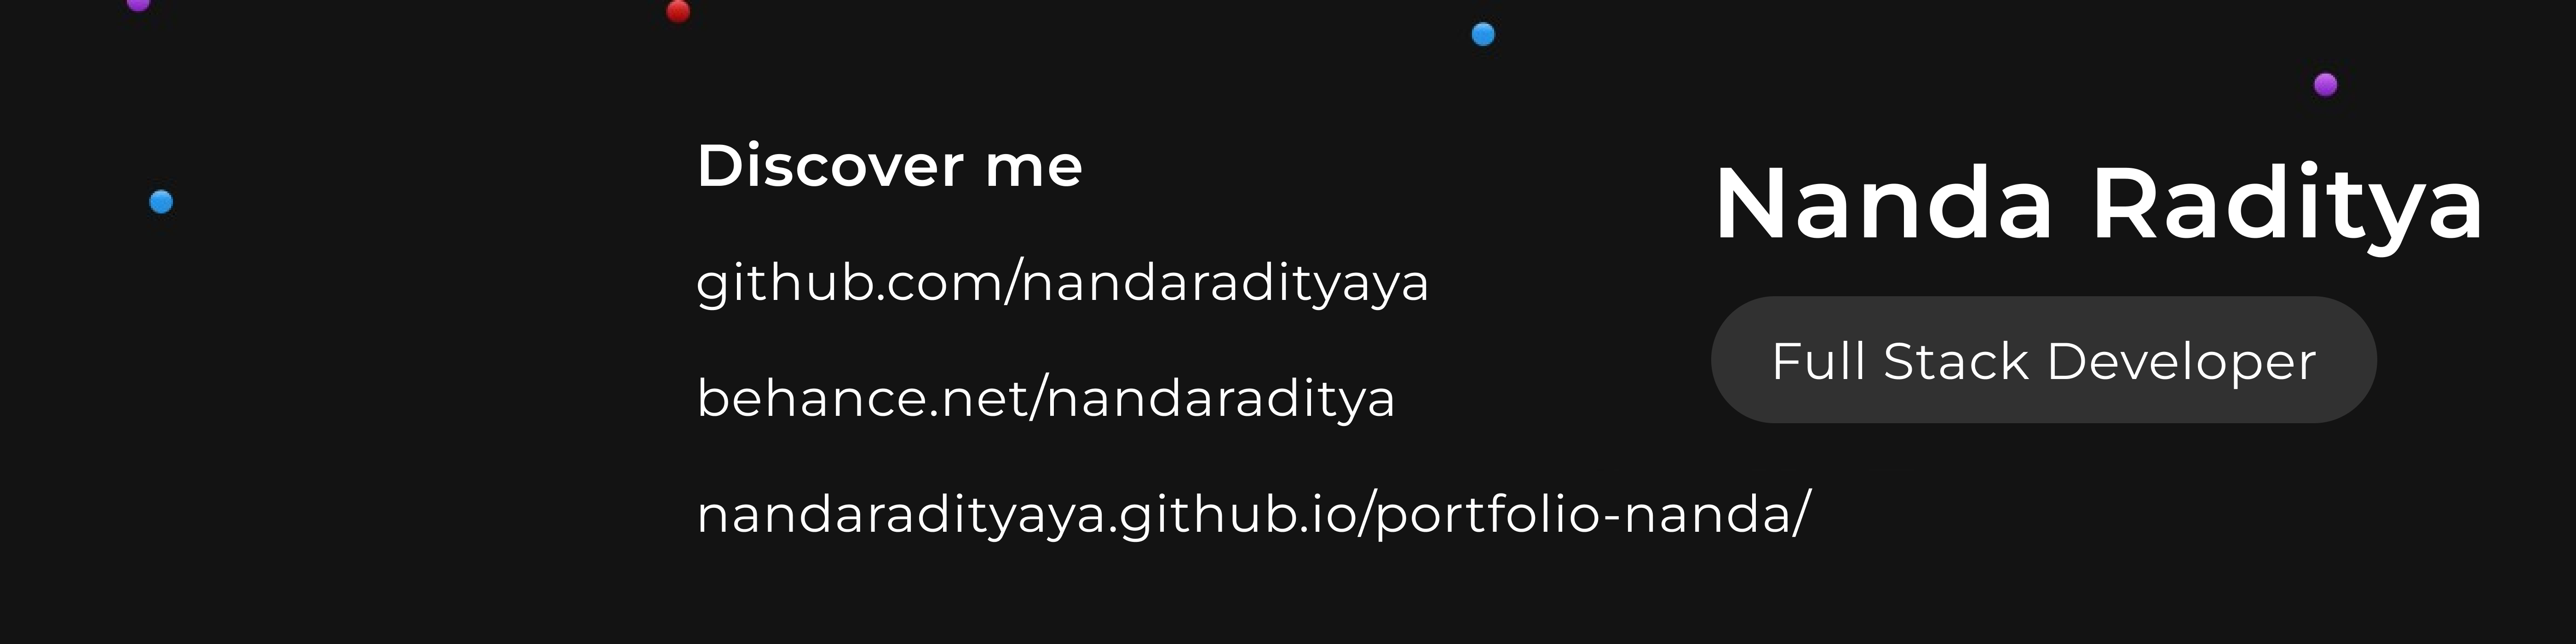 Discover me
github.com/nandaradityaya
behance.net/nandaraditya
nandaradityaya.github.io/portfolio-nanda/
Nanda Raditya
Full Stack Developer